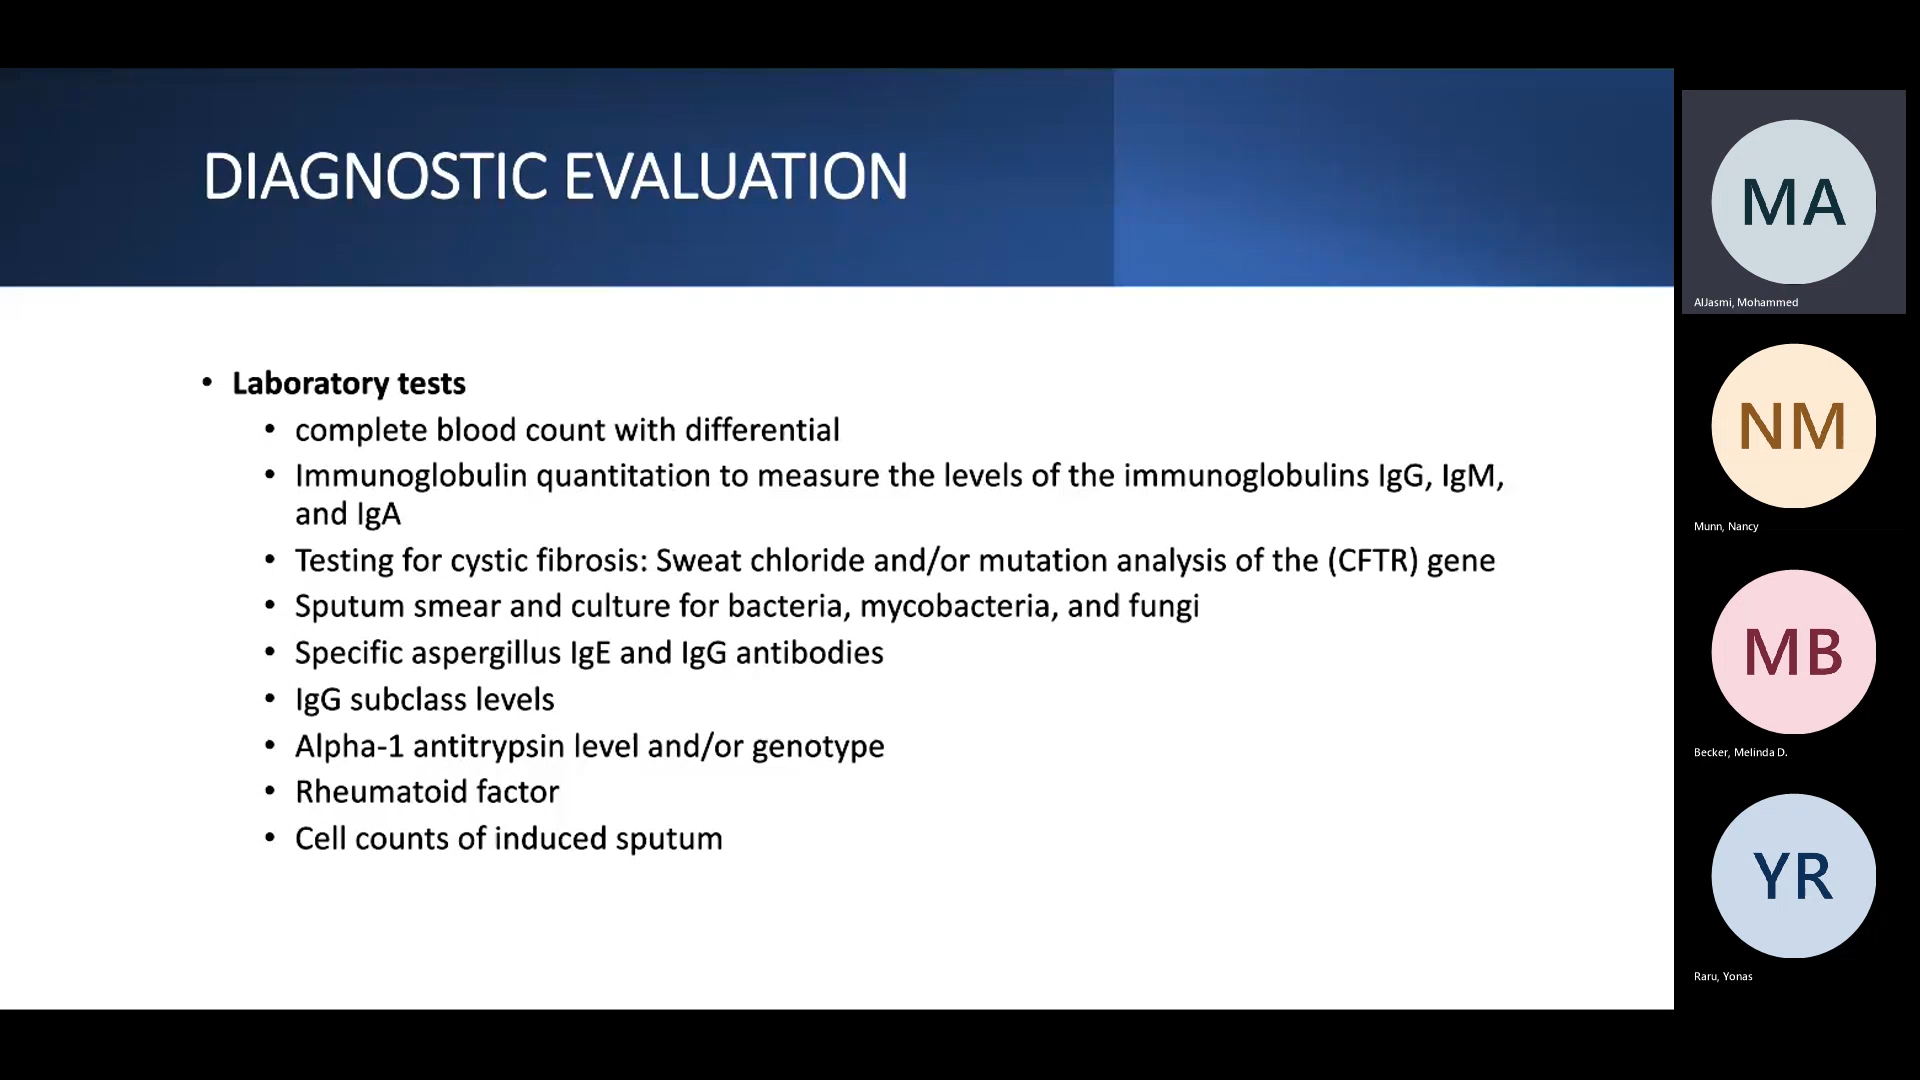 DIAGNOSTIC EVALUATION
• Laboratory tests
• complete blood count with differential
• Immunoglobulin quantitation to measure the levels of the immunoglobulins IgG, IgM,
and IgA
• Testing for cystic fibrosis: Sweat chloride and/or mutation analysis of the (CFTR) gene
• Sputum smear and culture for bacteria, mycobacteria, and fungi
• Specific aspergillus IgE and IgG antibodies
• IgG subclass levels
• Alpha-1 antitrypsin level and/or genotype
• Rheumatoid factor
• Cell counts of induced sputum
MA
AlJasmi, Mohammed
NM
Munn, Nancy
MB
Becker, Melinda D.
YR
Raru, Yonas